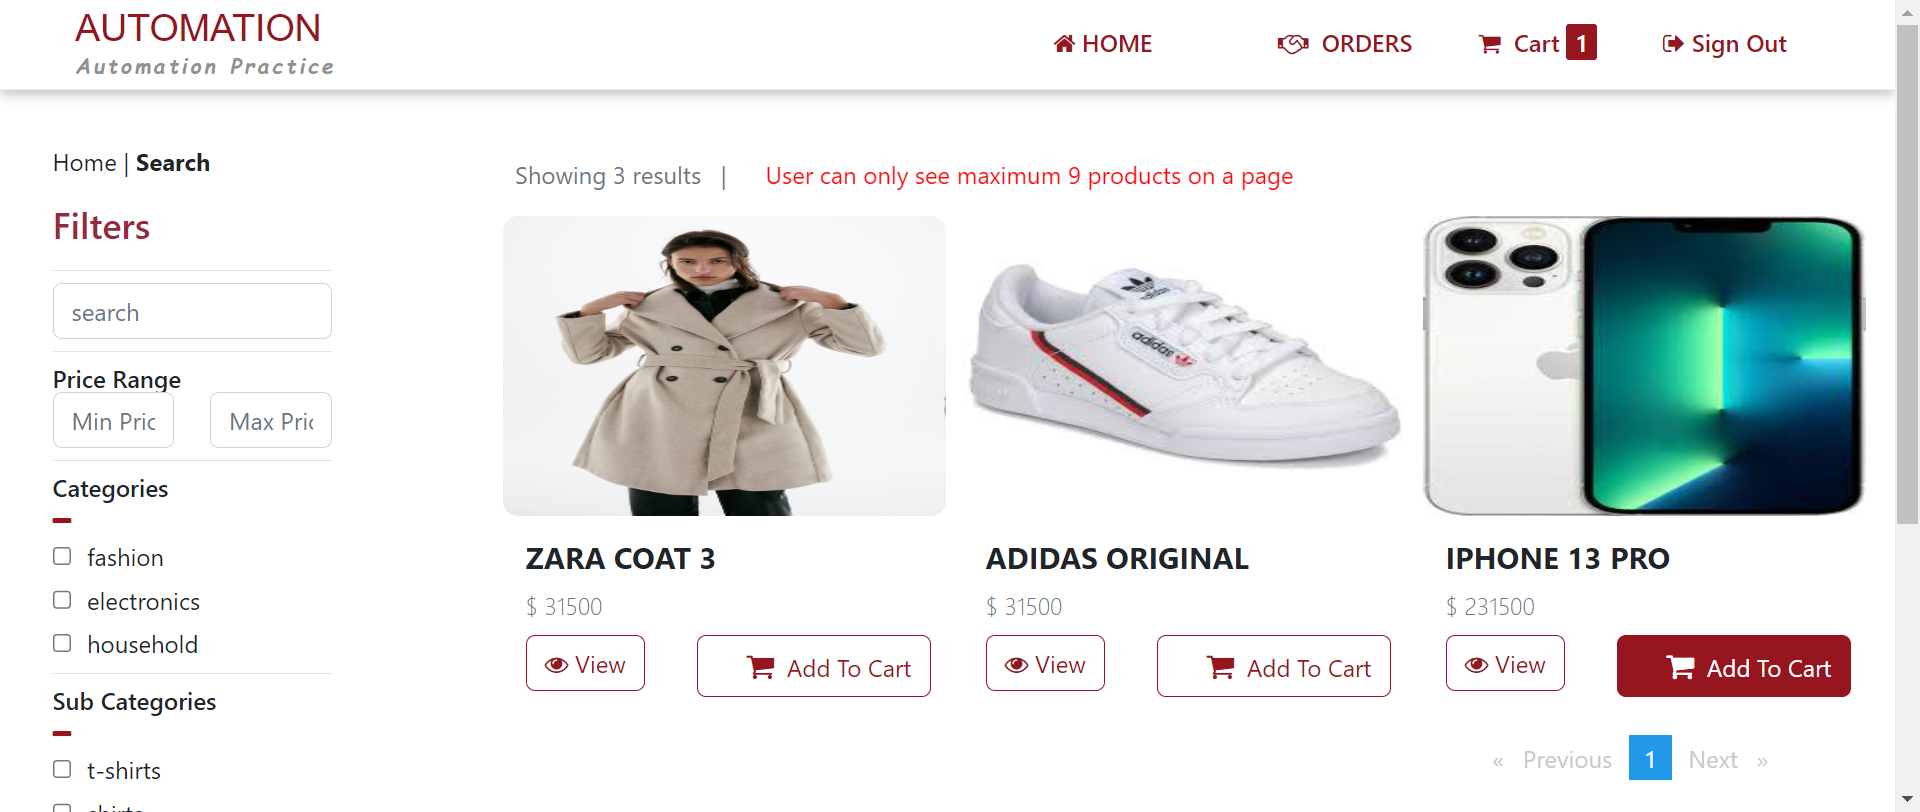 AUTOMATION
Automation Practice
HOME
ORDERS
Cart 1
Sign Out
Home | Search
Showing 3 results |
User can only see maximum 9 products on a page
Filters
search
Price Range
Min Pric
Max Pric
Categories
fashion
electronics
household
Sub Categories
t-shirts
adidas
ZARA COAT 3
$ 31500
View
Add To Cart
ADIDAS ORIGINAL
$ 31500
View
Add To Cart
IPHONE 13 PRO
$ 231500
View
Add To Cart
« Previous 1 Next »